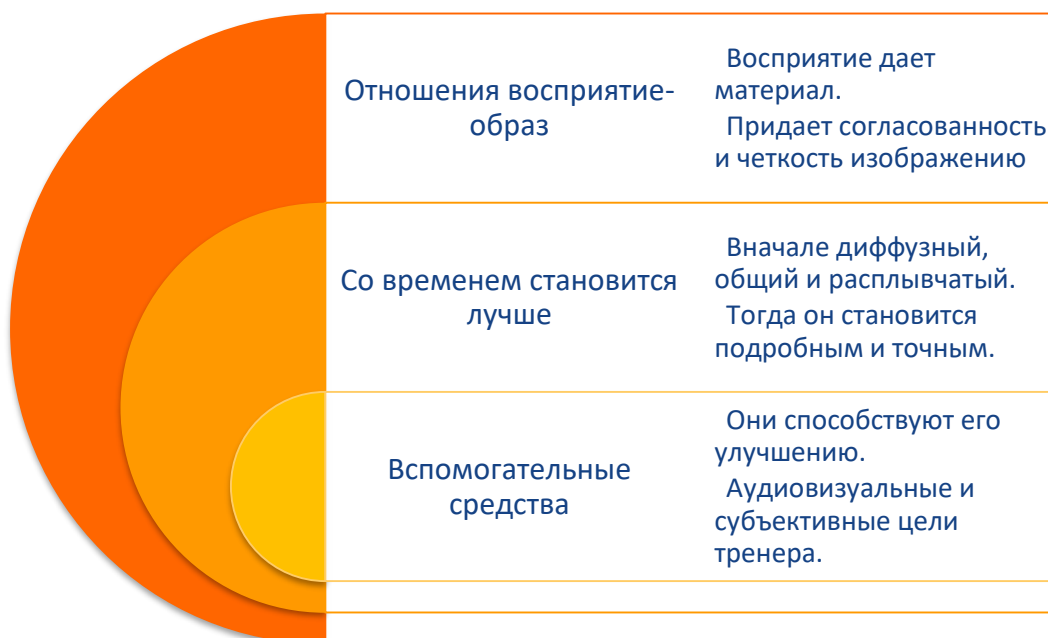 Отношения восприятие-
образ
Восприятие дает
материал.
Придает согласованность
и четкость изображению
Со временем становится
лучше
Вначале диффузный,
общий и расплывчатый.
Тогда он становится
подробным и точным.
Вспомогательные
средства
Они способствуют его
улучшению.
Аудиовизуальные и
субъективные цели
тренера.